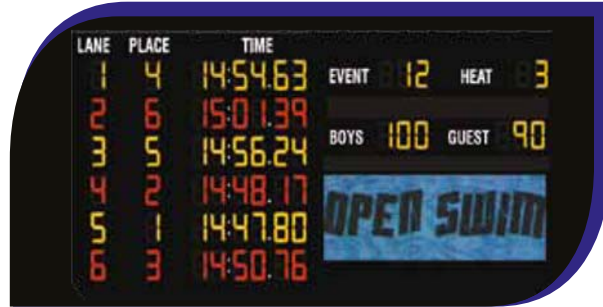 LANE PLACE TIME
1 4 14:54.63
2 6 15:01.39
3 5 14:56.24
4 2 14:48.17
5 1 14:47.80
6 3 14:50.76
EVENT 12 HEAT 3
BOYS 100 GUEST 90
OPEN SWIM